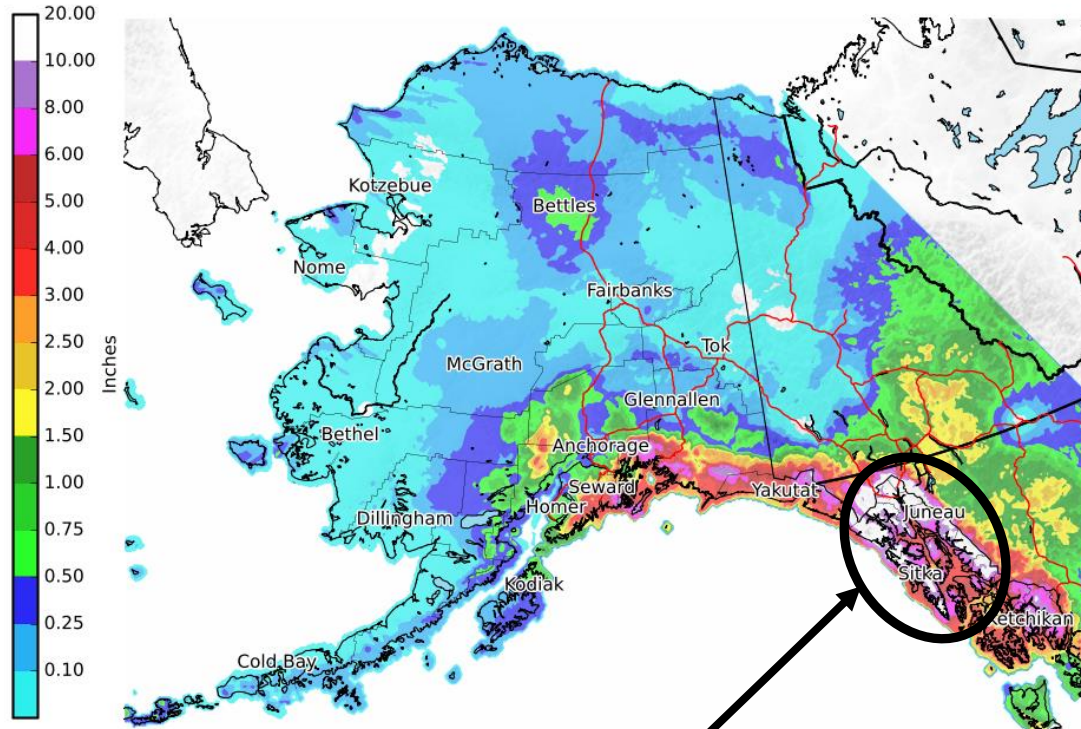 20.00
10.00
8.00
6.00
5.00
4.00
3.00
2.50
2.00
1.50
1.00
0.75
0.50
0.25
0.10
Inches
Kotzebue
Bettles
Nome
Fairbanks
McGrath
Tok
Glennallen
Bethel
Anchorage
Seward
Yakutat
Homer
Juneau
Dillingham
Sitka
Kodiak
Ketchikan
Cold Bay